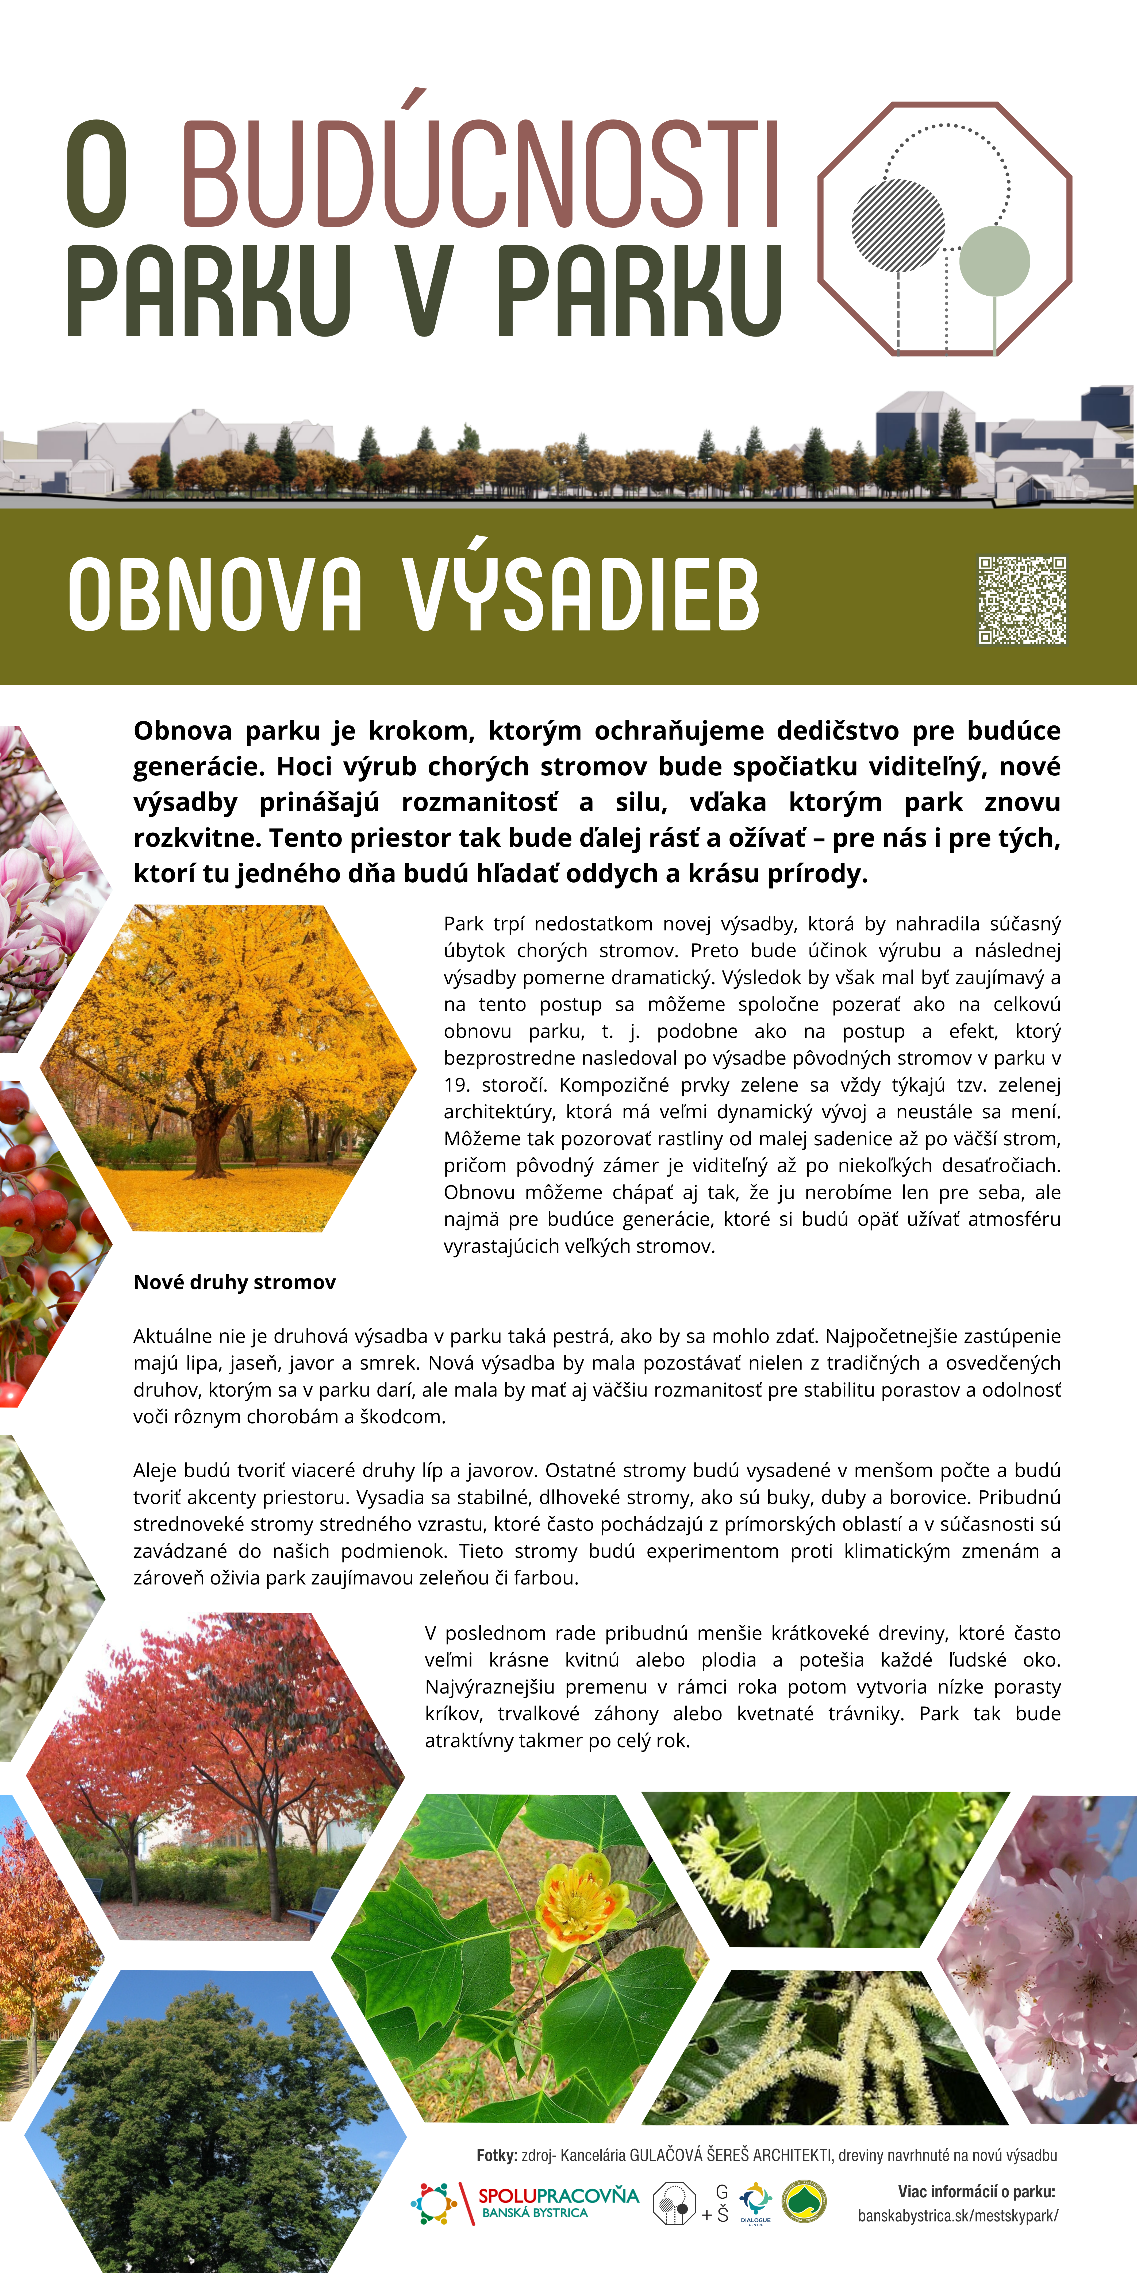 O BUDÚCNOSTI
PARKU V PARKU
OBNOVA VÝSADIEB
Obnova parku je krokom, ktorým ochraňujeme dedičstvo pre budúce
generácie. Hoci výrub chorých stromov bude spočiatku viditeľný, nové
výsadby prinášajú rozmanitosť a silu, vďaka ktorým park znovu
rozkvitne. Tento priestor tak bude ďalej rásť a ožívať – pre nás i pre tých,
ktorí tu jedného dňa budú hľadať oddych a krásu prírody.
Park trpí nedostatkom novej výsadby, ktorá by nahradila súčasný
úbytok chorých stromov. Preto bude účinok výrubu a následnej
výsadby pomerne dramatický. Výsledok by však mal byť zaujímavý a
na tento postup sa môžeme spoločne pozerať ako na celkovú
obnovu parku, t. j. podobne ako na postup a efekt, ktorý
bezprostredne nasledoval po výsadbe pôvodných stromov v parku v
19. storočí. Kompozičné prvky zelene sa vždy týkajú tzv. zelenej
architektúry, ktorá má veľmi dynamický vývoj a neustále sa mení.
Môžeme tak pozorovať rastliny od malej sadenice až po väčší strom,
pričom pôvodný zámer je viditeľný až po niekoľkých desaťročiach.
Obnovu môžeme chápať aj tak, že ju nerobíme len pre seba, ale
najmä pre budúce generácie, ktoré si budú opäť užívať atmosféru
vyrastajúcich veľkých stromov.
Nové druhy stromov
Aktuálne nie je druhová výsadba v parku taká pestrá, ako by sa mohlo zdať. Najpočetnejšie zastúpenie
majú lipa, jaseň, javor a smrek. Nová výsadba by mala pozostávať nielen z tradičných a osvedčených
druhov, ktorým sa v parku darí, ale mala by mať aj väčšiu rozmanitosť pre stabilitu porastov a odolnosť
voči rôznym chorobám a škodcom.
Aleje budú tvoriť viaceré druhy líp a javorov. Ostatné stromy budú vysadené v menšom počte a budú
tvoriť akcenty priestoru. Vysadia sa stabilné, dlhoveké stromy, ako sú buky, duby a borovice. Pribudnú
strednoveké stromy stredného vzrastu, ktoré často pochádzajú z prímorských oblastí a v súčasnosti sú
zavádzané do našich podmienok. Tieto stromy budú experimentom proti klimatickým zmenám a
zároveň oživia park zaujímavou zeleňou či farbou.
V poslednom rade pribudnú menšie krátkoveké dreviny, ktoré často
veľmi krásne kvitnú alebo plodia a potešia každé ľudské oko.
Najvýraznejšiu premenu v rámci roka potom vytvoria nízke porasty
kríkov, trvalkové záhony alebo kvetnaté trávniky. Park tak bude
atraktívny takmer po celý rok.
Fotky: zdroj- Kancelária GULAČOVÁ ŠEREŠ ARCHITEKTI, dreviny navrhnuté na novú výsadbu
SPOLUPRACOVŇA
BANSKÁ BYSTRICA
G
+ Š
DIALOGUE
Viac informácií o parku:
banskabystrica.sk/mestskypark/